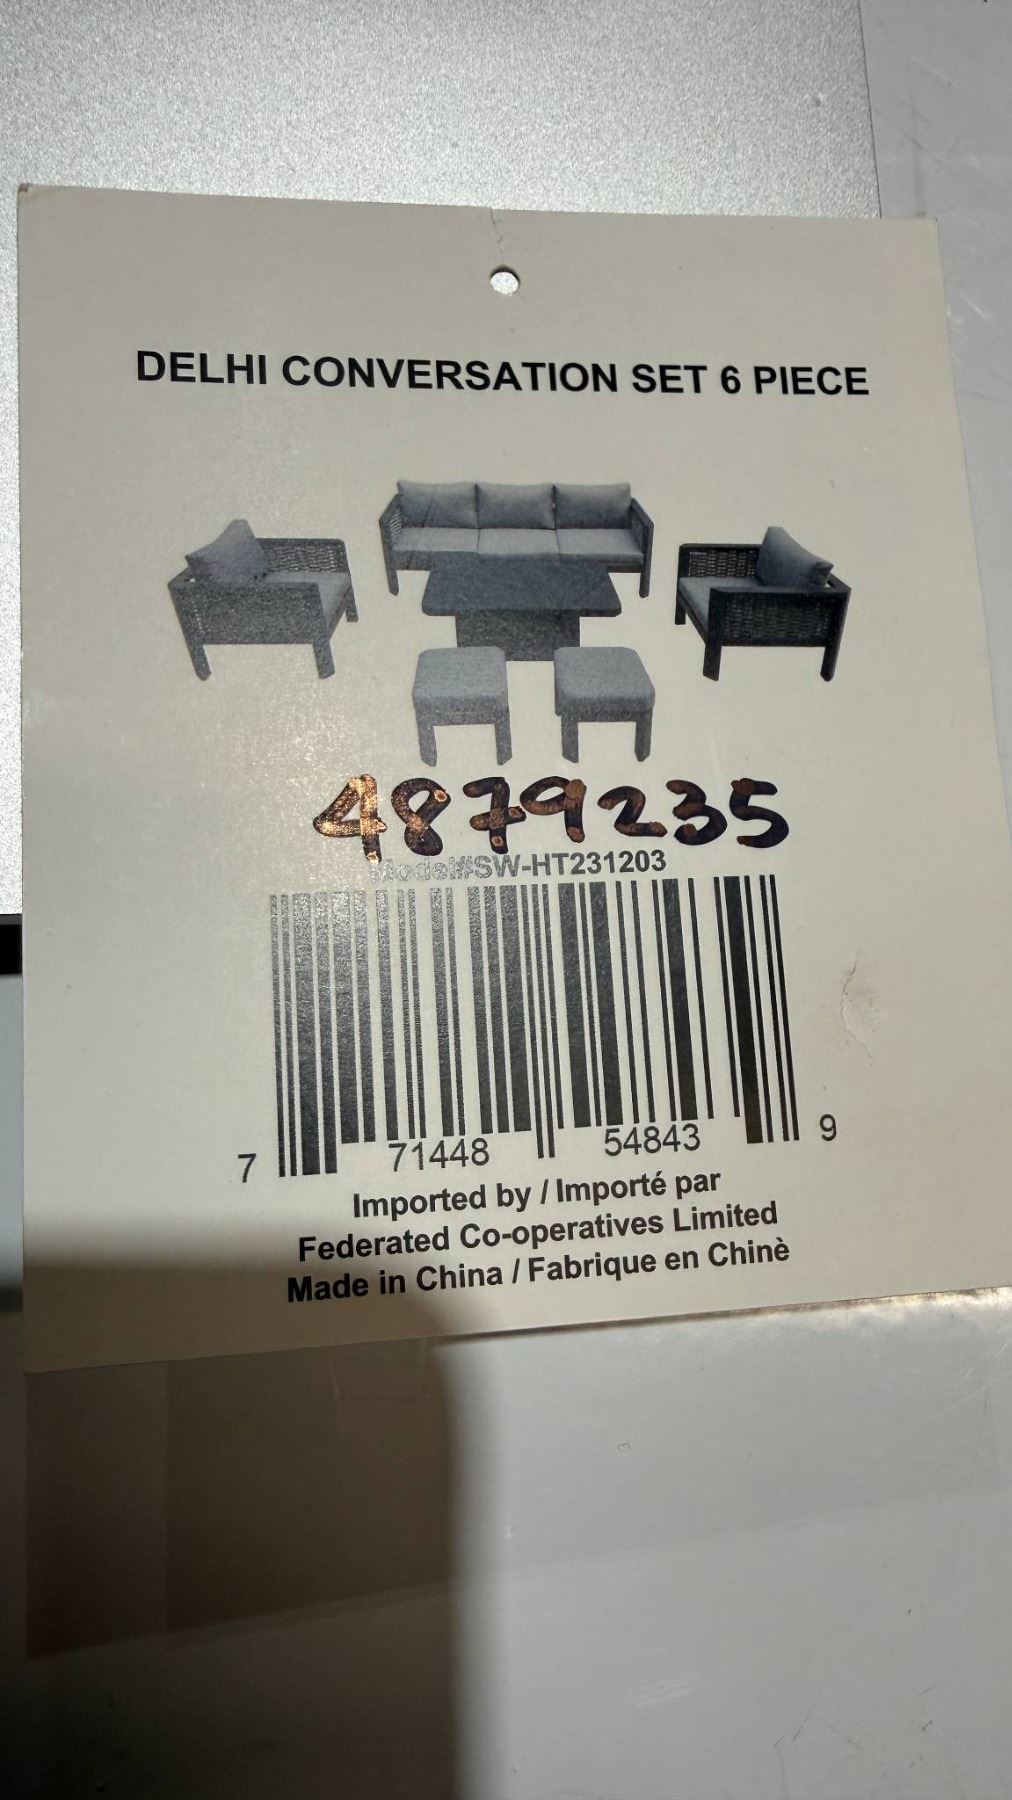 DELHI CONVERSATION SET 6 PIECE
4879235
Model#SW-HT231203
7 71448 54843 9
Imported by / Importé par
Federated Co-operatives Limited
Made in China / Fabrique en Chinè